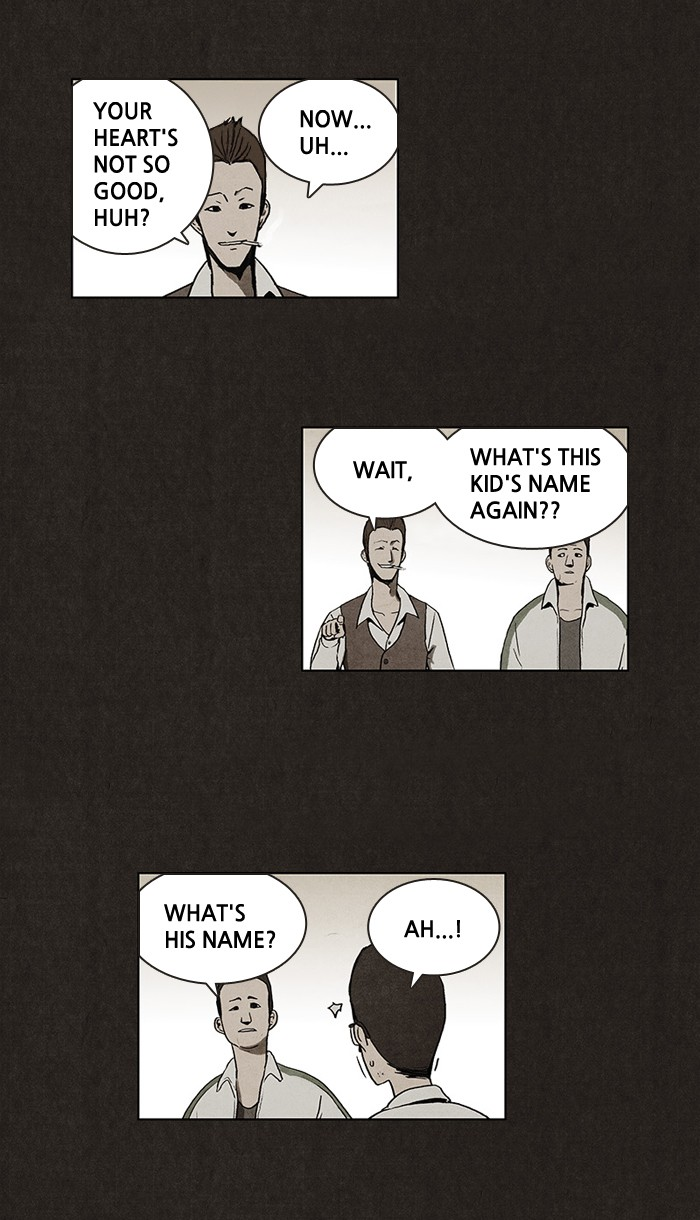 YOUR
HEART'S
NOT SO
GOOD,
HUH?
NOW...
UH...
WAIT,
WHAT'S THIS
KID'S NAME
AGAIN??
WHAT'S
HIS NAME?
AH...!